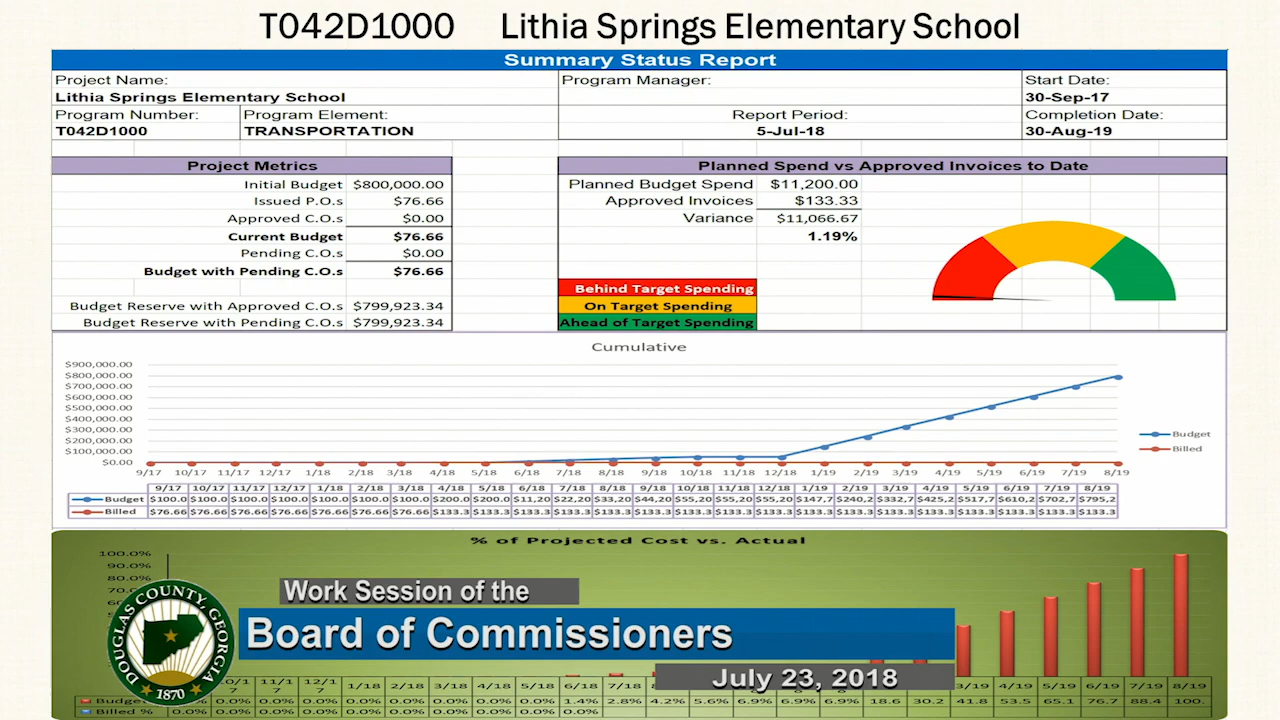 T042D1000 Lithia Springs Elementary School
Summary Status Report
Project Name: Program Manager: Start Date:
Lithia Springs Elementary School 30-Sep-17
Program Number: Program Element: Report Period: Completion Date:
T042D1000 TRANSPORTATION 5-Jul-18 30-Aug-19
Project Metrics Planned Spend vs Approved Invoices to Date
Initial Budget $800,000.00 Planned Budget Spend $11,200.00
Issued P.O.s $76.66 Approved Invoices $133.33
Approved C.O.s $0.00 Variance $11,066.67
Current Budget $76.66 1.19%
Pending C.O.s $0.00
Budget with Pending C.O.s $76.66
Behind Target Spending
Budget Reserve with Approved C.O.s $799,923.34 On Target Spending
Budget Reserve with Pending C.O.s $799,923.34 Ahead of Target Spending
Cumulative
$900,000.00
$800,000.00
$700,000.00
$600,000.00
$500,000.00
$400,000.00
$300,000.00
$200,000.00
$100,000.00
$0.00
Budget
Billed
9/17 10/17 11/17 12/17 1/18 2/18 3/18 4/18 5/18 6/18 7/18 8/18 9/18 10/18 11/18 12/18 1/19 2/19 3/19 4/19 5/19 6/19 7/19 8/19
9/17 10/17 11/17 12/17 1/18 2/18 3/18 4/18 5/18 6/18 7/18 8/18 9/18 10/18 11/18 12/18 1/19 2/19 3/19 4/19 5/19 6/19 7/19 8/19
Budget $100.0 $100.0 $100.0 $100.0 $100.0 $100.0 $100.0 $200.0 $200.0 $11,20 $22,20 $33,20 $44,20 $55,20 $55,20 $55,20 $147,7 $240,2 $332,7 $425,2 $517,7 $610,2 $702,7 $795,2
Billed $76.66 $76.66 $76.66 $76.66 $76.66 $76.66 $76.66 $133.3 $133.3 $133.3 $133.3 $133.3 $133.3 $133.3 $133.3 $133.3 $133.3 $133.3 $133.3 $133.3 $133.3 $133.3 $133.3 $133.3
% of Projected Cost vs. Actual
100.0%
90.0%
80.0%
Work Session of the
Board of Commissioners
July 23, 2018
DOUGLAS COUNTY, GEORGIA
1870
1/18 2/18 3/18 4/18 5/18 6/18 7/18 3/19 4/19 5/19 6/19 7/19 8/19
0.0% 0.0% 0.0% 0.0% 0.0% 0.0% 0.0% 1.4% 2.8% 4.2% 5.6% 6.9% 6.9% 6.9% 18.6 30.2 41.8 53.5 65.1 76.7 88.4 100.
Billed % 0.0% 0.0% 0.0% 0.0% 0.0% 0.0% 0.0% 0.0% 0.0%